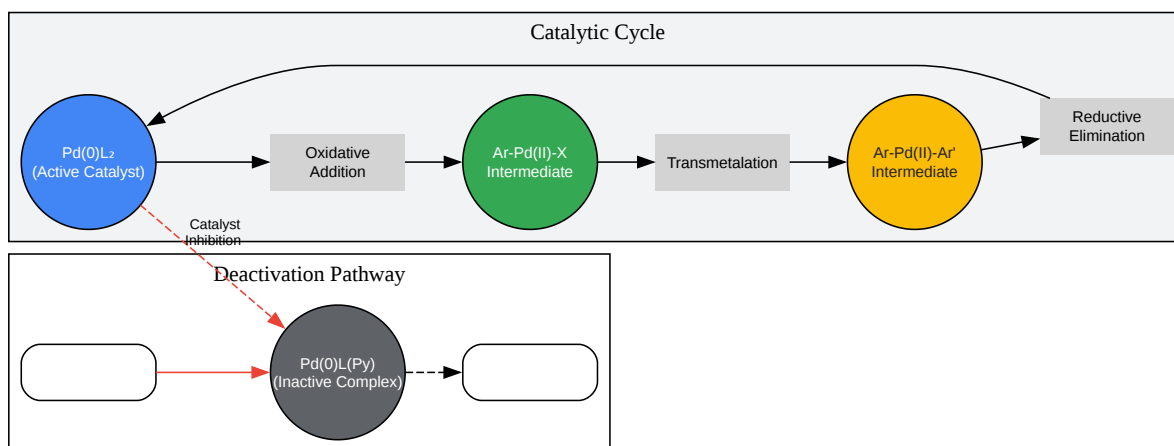 Catalytic Cycle
Pd(0)L₂
(Active Catalyst)
Oxidative
Addition
Ar-Pd(II)-X
Intermediate
Transmetalation
Ar-Pd(II)-Ar'
Intermediate
Reductive
Elimination
Catalyst
Inhibition
Deactivation Pathway
Pd(0)L(Py)
(Inactive Complex)